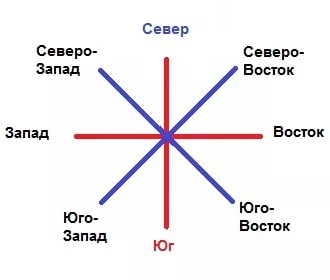 Север
Северо-
Запад
Северо-
Восток
Запад
Восток
Юго-
Запад
Юго-
Восток
Юг